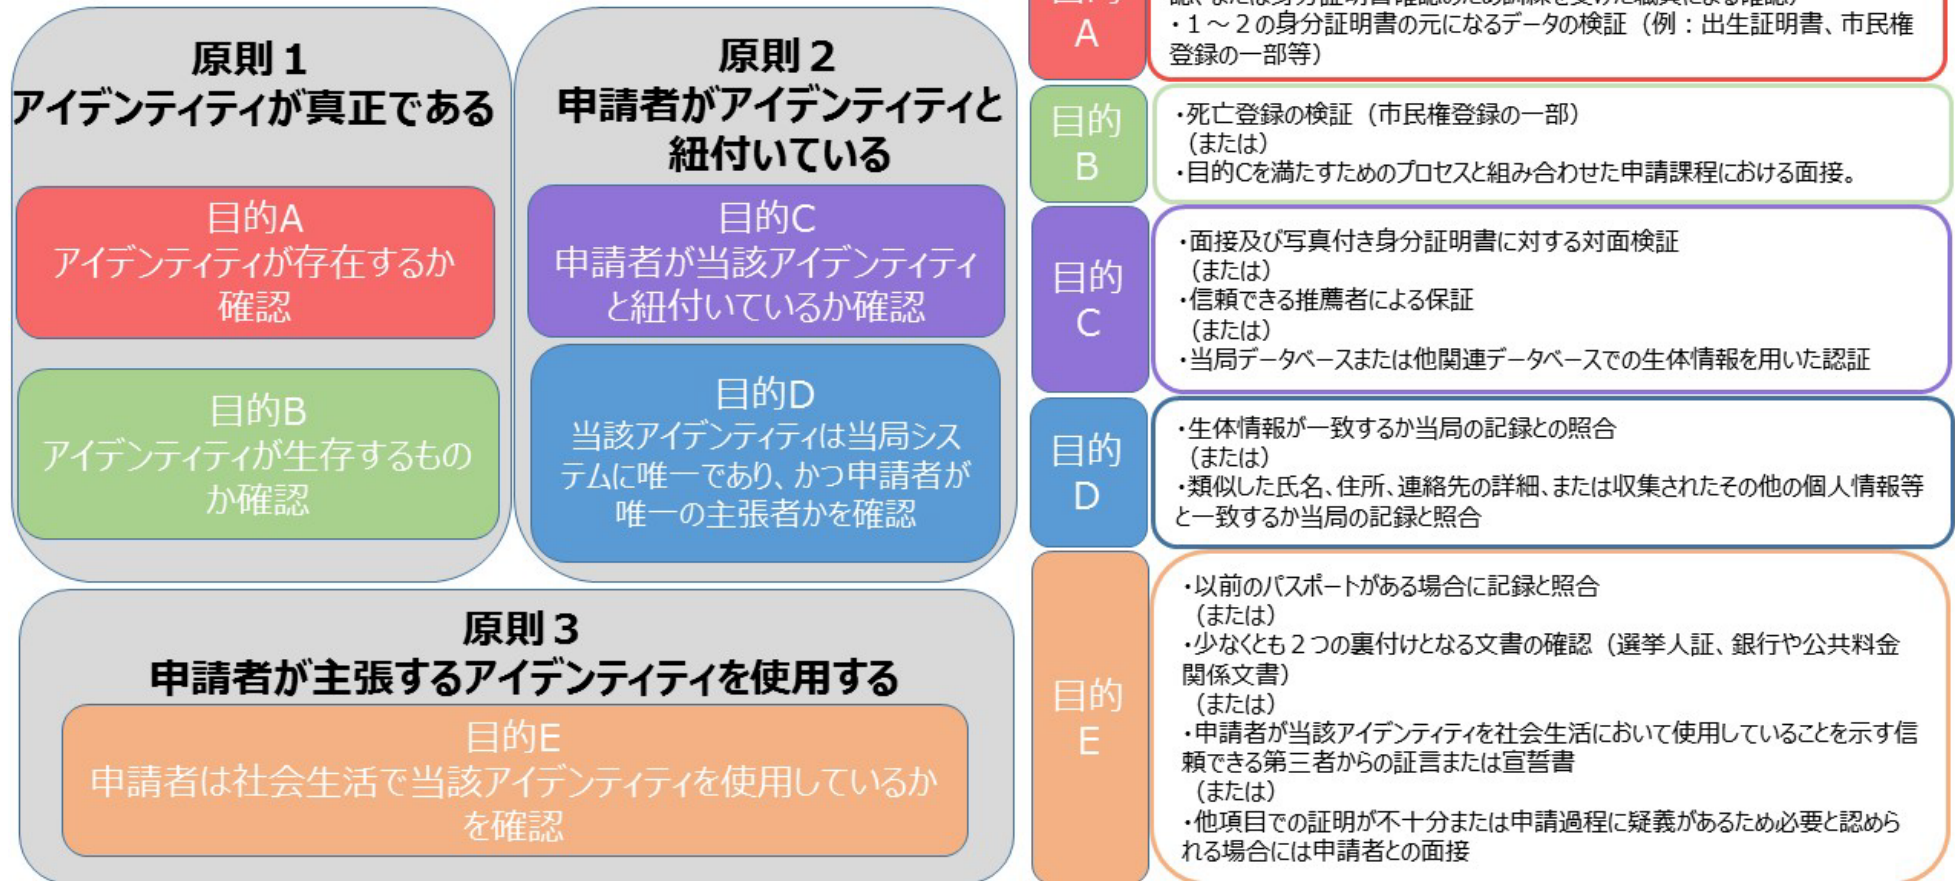 原則１
アイデンティティが真正である
目的A
アイデンティティが存在するか
確認
目的B
アイデンティティが生存するもの
か確認
原則２
申請者がアイデンティティと
紐付いている
目的C
申請者が当該アイデンティティ
と紐付いているか確認
目的D
当該アイデンティティは当局シス
テムに唯一であり、かつ申請者が
唯一の主張者かを確認
原則３
申請者が主張するアイデンティティを使用する
目的E
申請者は社会生活で当該アイデンティティを使用しているか
を確認
A
・１～２の身分証明書の元になるデータの検証（例：出生証明書、市民権
登録の一部等）
目的
B
・死亡登録の検証（市民権登録の一部）
（または）
・目的Cを満たすためのプロセスと組み合わせた申請課程における面接。
目的
C
・面接及び写真付き身分証明書に対する対面検証
（または）
・信頼できる推薦者による保証
（または）
・当局データベースまたは他関連データベースでの生体情報を用いた認証
目的
D
・生体情報が一致するか当局の記録との照合
（または）
・類似した氏名、住所、連絡先の詳細、または収集されたその他の個人情報等
と一致するか当局の記録と照合
目的
E
・以前のパスポートがある場合に記録と照合
（または）
・少なくとも２つの裏付けとなる文書の確認（選挙人証、銀行や公共料金
関係文書）
（または）
・申請者が当該アイデンティティを社会生活において使用していることを示す信
頼できる第三者からの証言または宣誓書
（または）
・他項目での証明が不十分または申請過程に疑義があるため必要と認めら
れる場合には申請者との面接